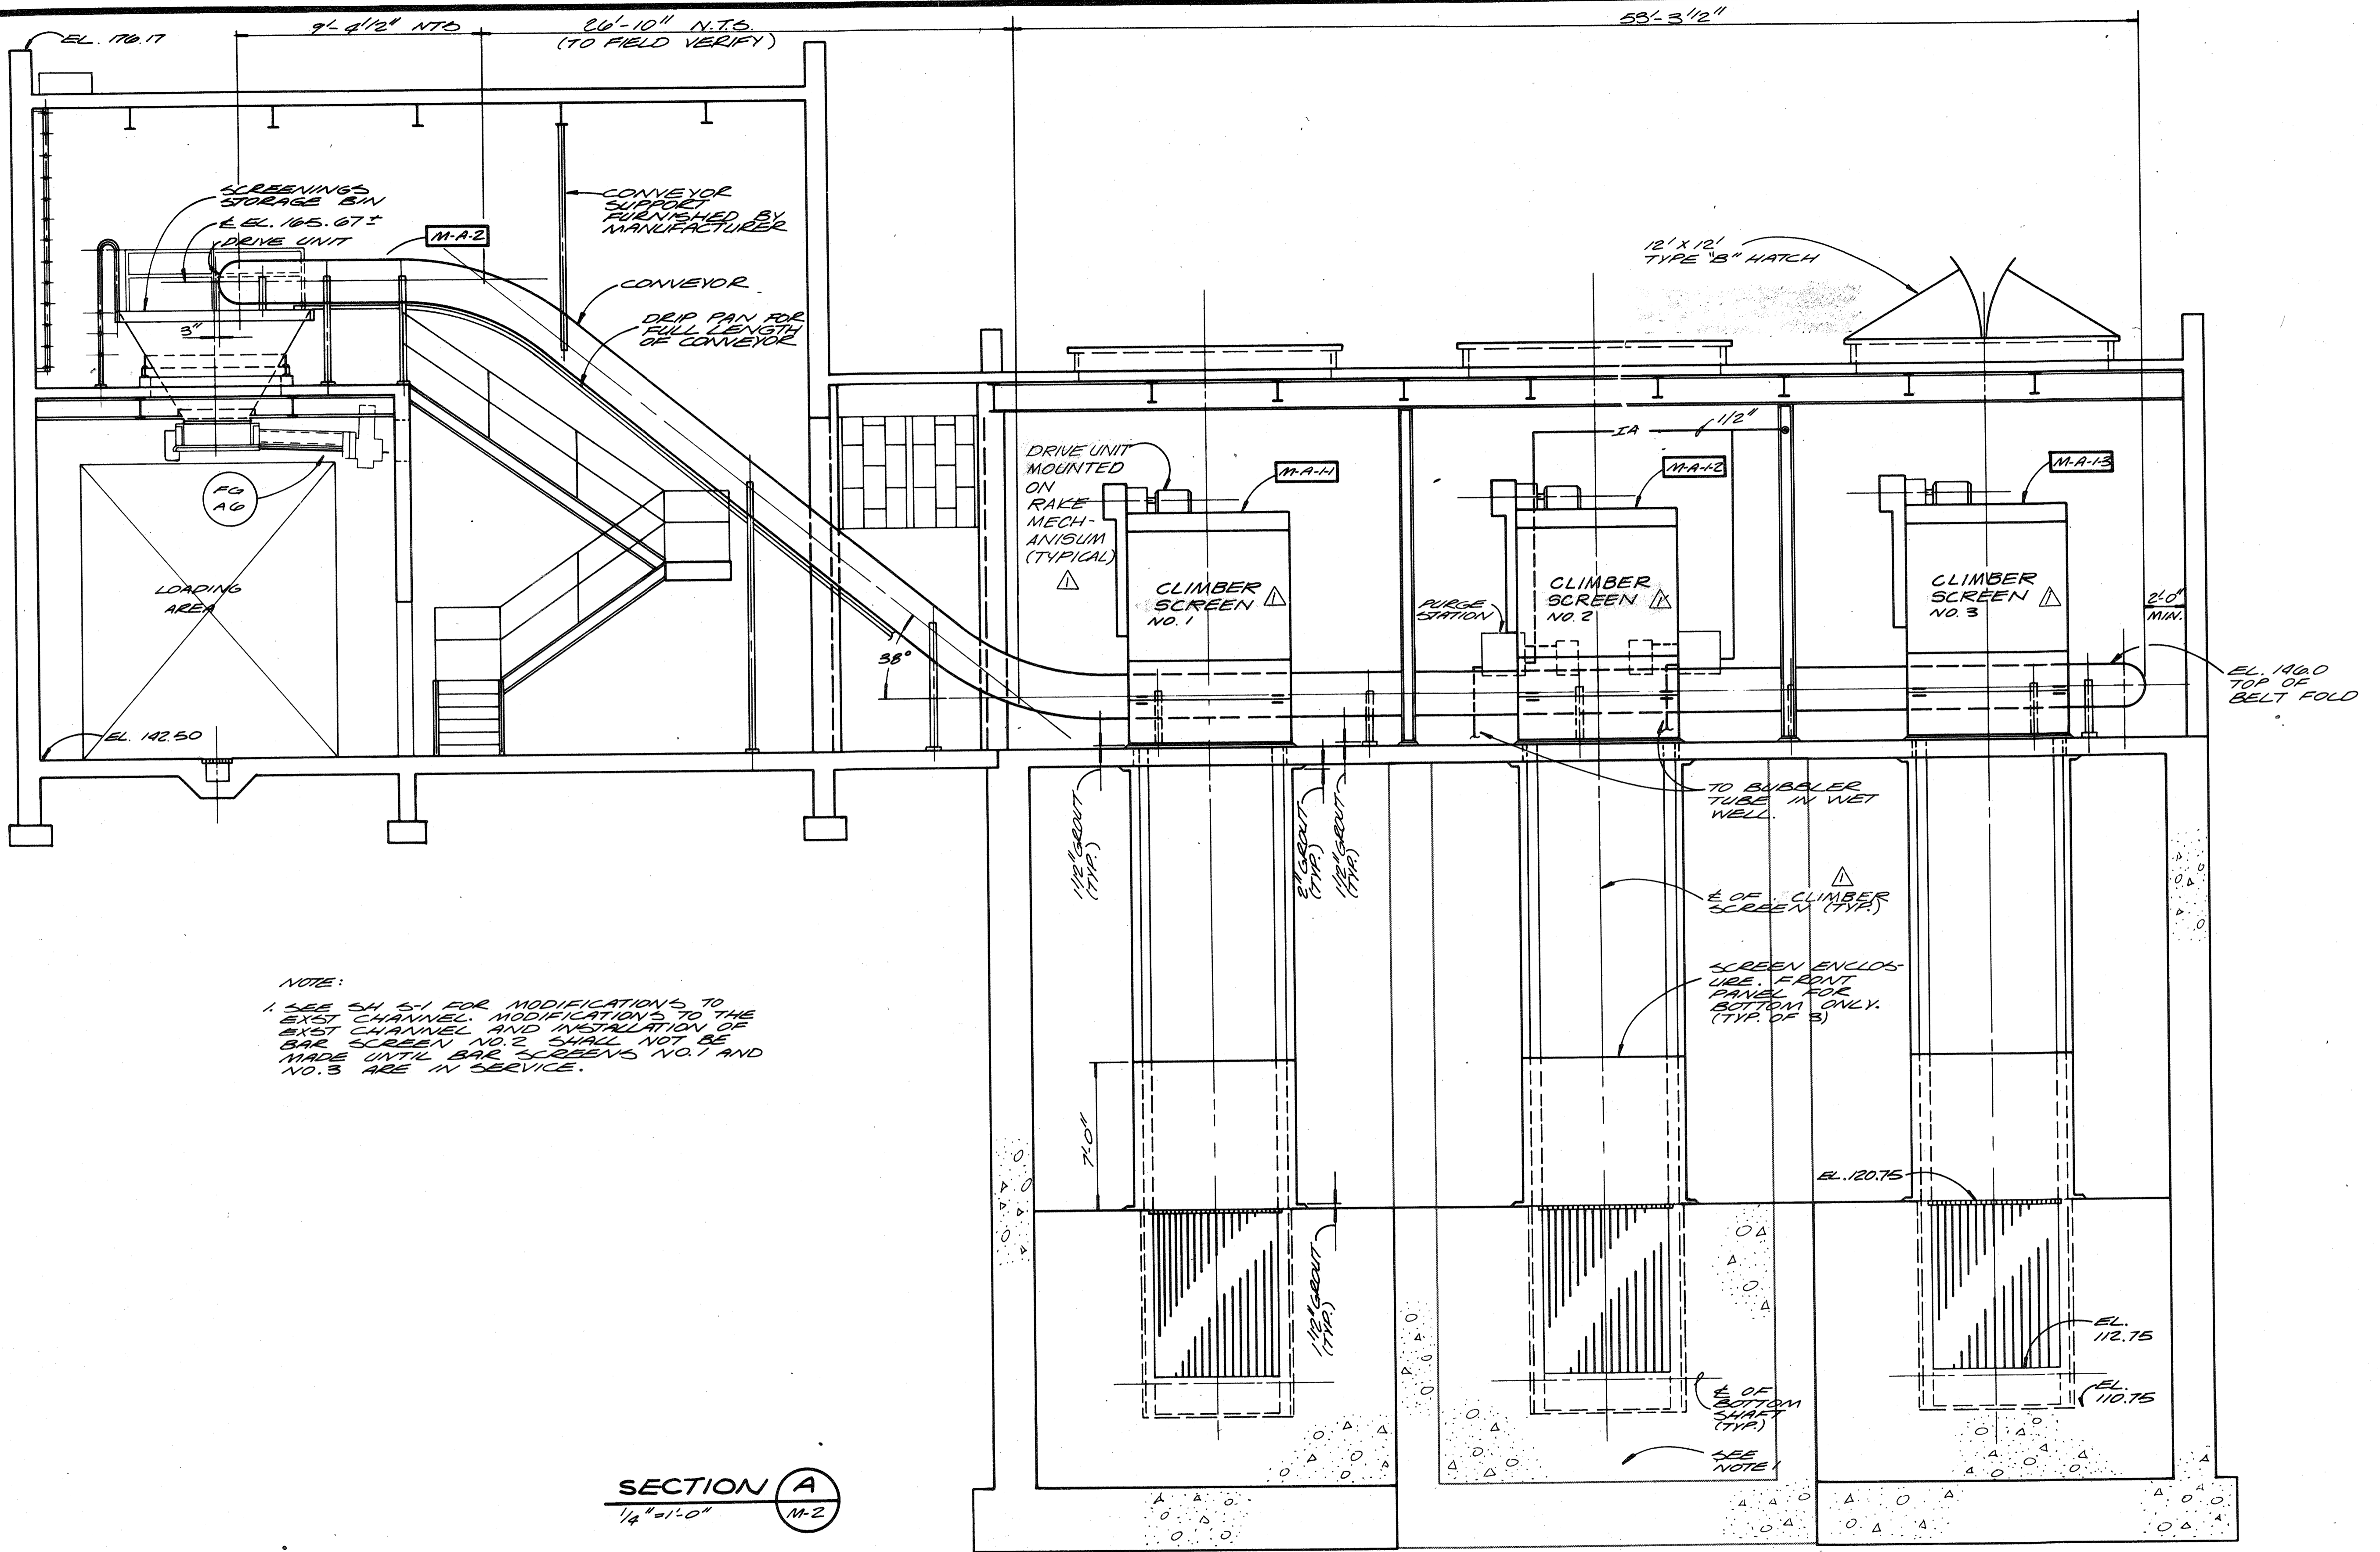 9'-4 1/2" NTS
26'-10" N.T.S.
(TO FIELD VERIFY)
53'-3 1/2"
EL. 176.17
SCREENINGS
STORAGE BIN
℄ EL. 165.67±
DRIVE UNIT
M-A-2
CONVEYOR
SUPPORT
FURNISHED BY
MANUFACTURER
CONVEYOR
DRIP PAN FOR
FULL LENGTH
OF CONVEYOR
3"
FG
A6
LOADING
AREA
EL. 142.50
38°
12' X 12'
TYPE "B" HATCH
DRIVE UNIT
MOUNTED
ON
RAKE
MECH-
ANISUM
(TYPICAL)
1
M-A-1-1
CLIMBER
SCREEN 1
NO. 1
IA
1/2"
M-A-1-2
CLIMBER
SCREEN 1
NO. 2
PURGE
STATION
M-A-1-3
CLIMBER
SCREEN 1
NO. 3
2'-0"
MIN.
EL. 146.0
TOP OF
BELT FOLD
1 1/2" GROUT
(TYP.)
2" GROUT
(TYP.)
1 1/2" GROUT
(TYP.)
TO BUBBLER
TUBE IN WET
WELL.
1
℄ OF CLIMBER
SCREEN (TYP.)
SCREEN ENCLOS-
URE. FRONT
PANEL FOR
BOTTOM ONLY.
(TYP. OF 3)
7'-0"
EL. 120.75
1 1/2" GROUT
(TYP.)
EL.
112.75
EL.
110.75
℄ OF
BOTTOM
SHAFT
(TYP.)
SEE
NOTE 1
NOTE:
1. SEE SH S-1 FOR MODIFICATIONS TO
EXST CHANNEL. MODIFICATIONS TO THE
EXST CHANNEL AND INSTALLATION OF
BAR SCREEN NO.2 SHALL NOT BE
MADE UNTIL BAR SCREENS NO.1 AND
NO.3 ARE IN SERVICE.
SECTION A
1/4"=1'-0" M-2